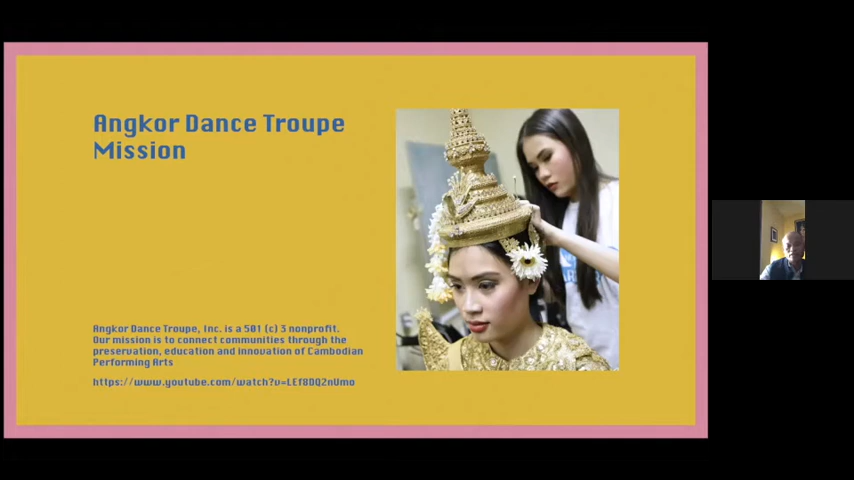 Angkor Dance Troupe
Mission
Angkor Dance Troupe, Inc. is a 501 (c) 3 nonprofit.
Our mission is to connect communities through the
preservation, education and innovation of Cambodian
Performing Arts
https://www.youtube.com/watch?v=LEf8DQ2nUmo